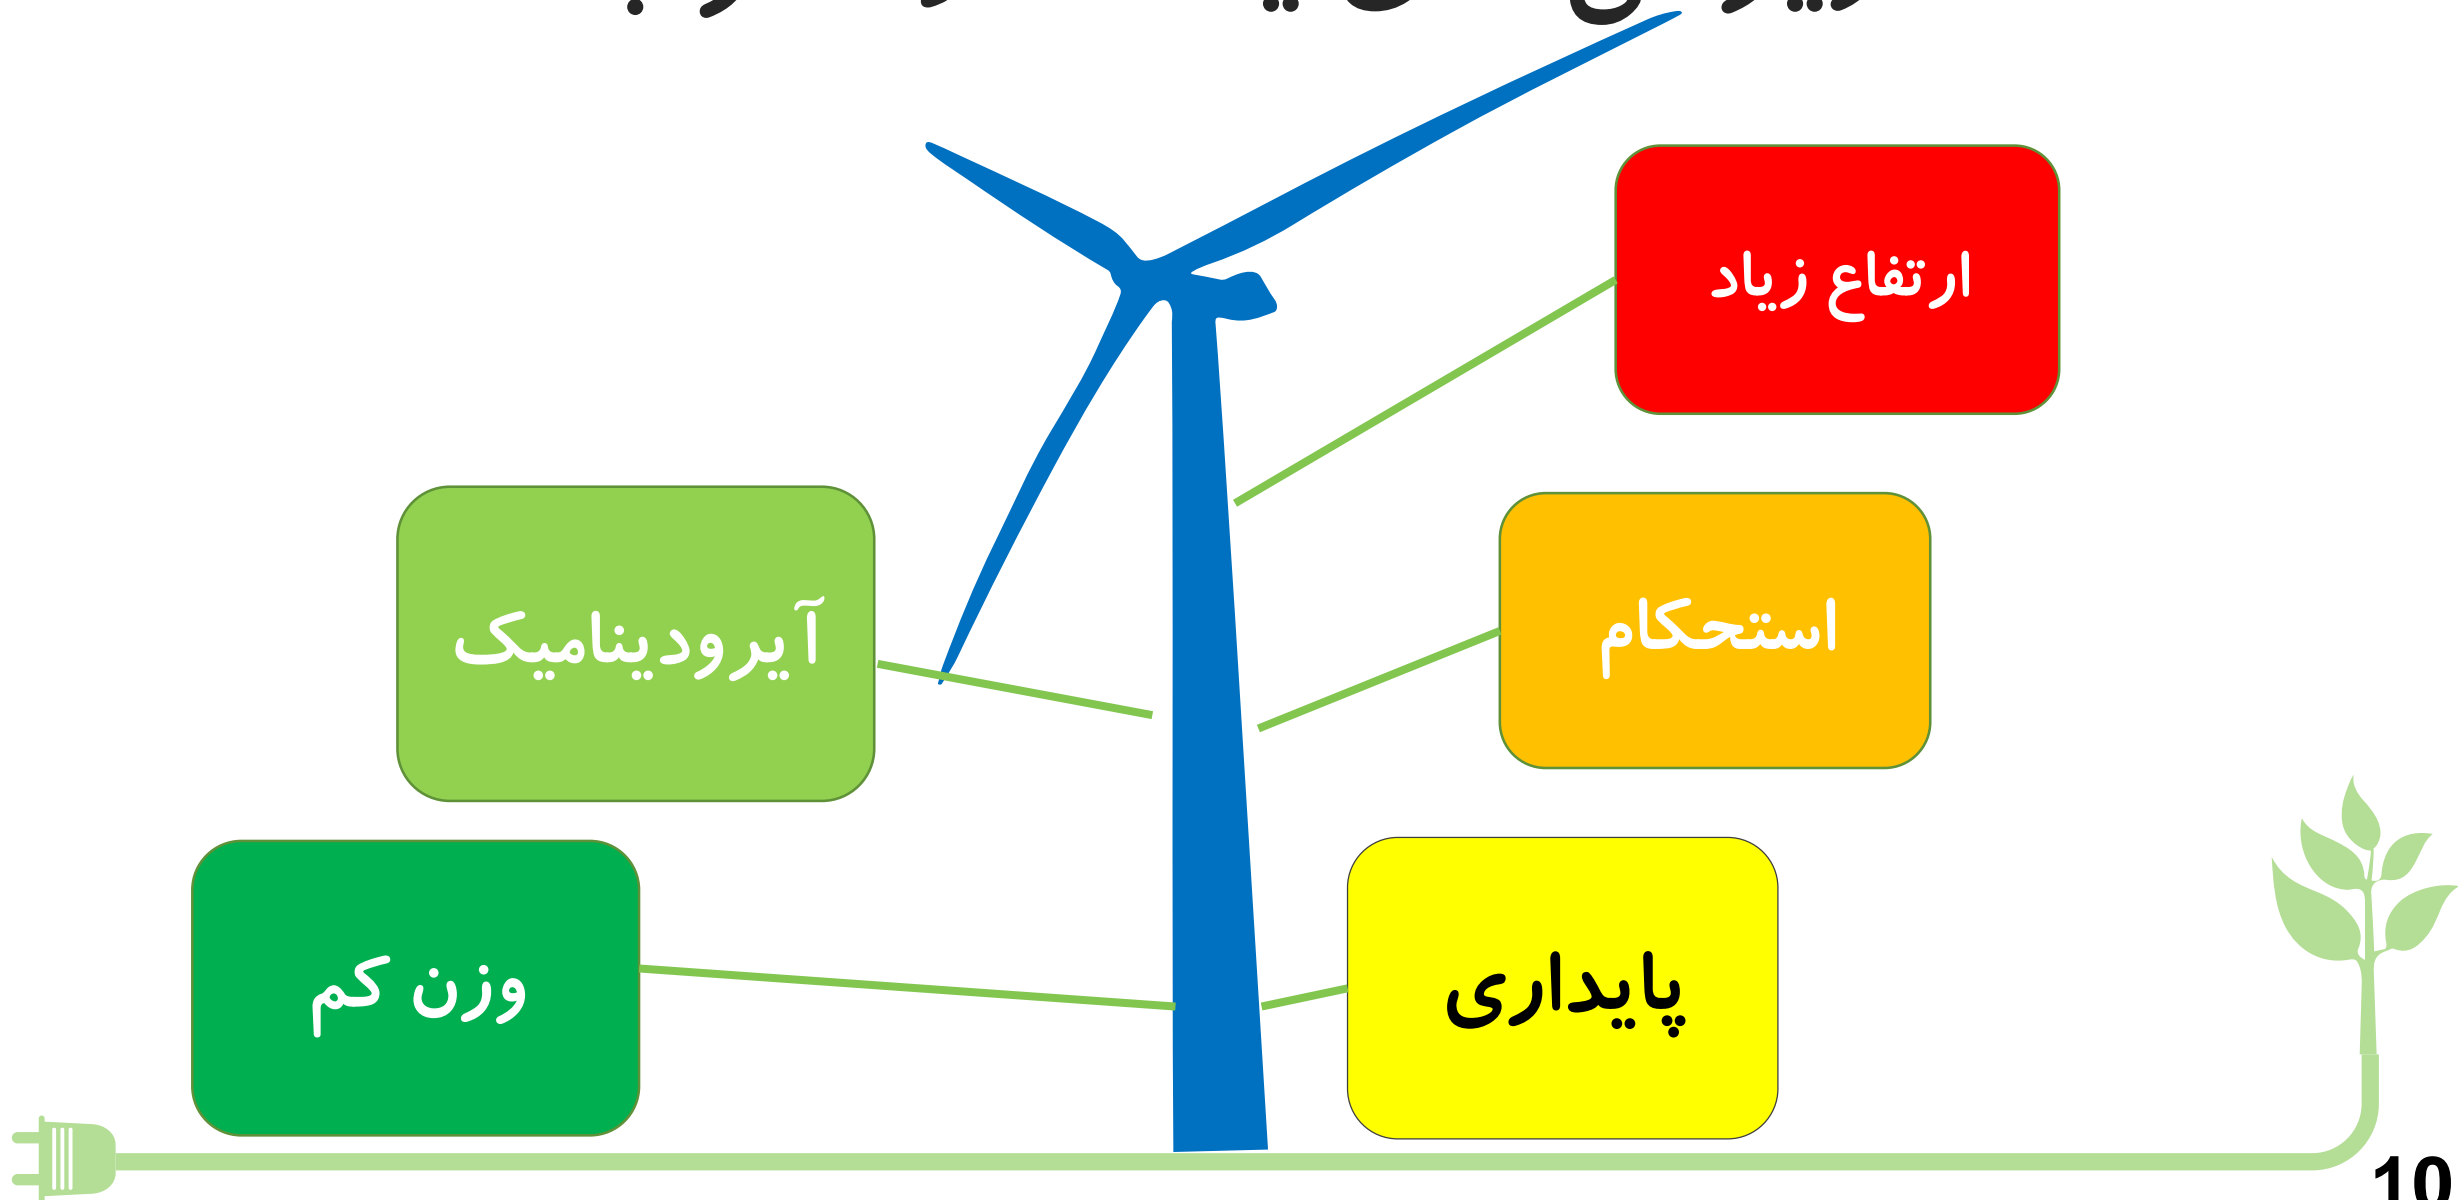 ارتفاع زیاد
استحکام
آیرودینامیک
پایداری
وزن کم
10